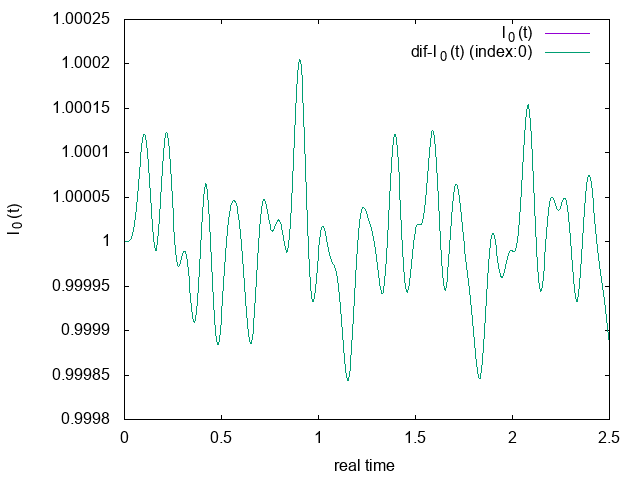 1.00025
1.0002
1.00015
1.0001
1.00005
1
0.99995
0.9999
0.99985
0.9998
I₀(t)
I₀(t)
dif-I₀(t) (index:0)
0 0.5 1 1.5 2 2.5
real time